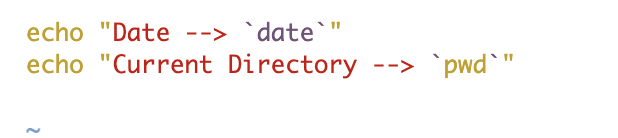 echo "Date --> `date`"
echo "Current Directory --> `pwd`"
~